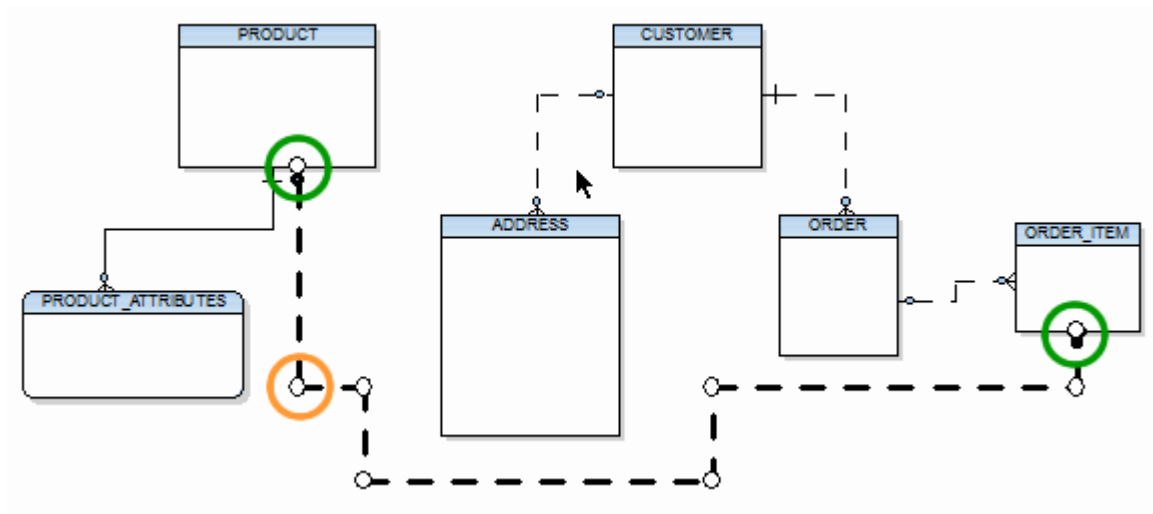 PRODUCT
CUSTOMER
ADDRESS
ORDER
ORDER_ITEM
PRODUCT_ATTRIBUTES